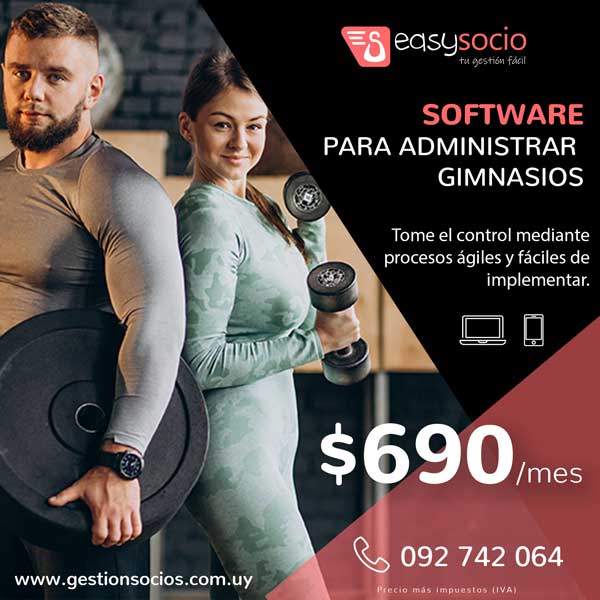 easysocio
tu gestión fácil
SOFTWARE
PARA ADMINISTRAR
GIMNASIOS
Tome el control mediante
procesos ágiles y fáciles de
implementar.
$690/mes
092 742 064
www.gestionsocios.com.uy
Precio más impuestos (IVA)